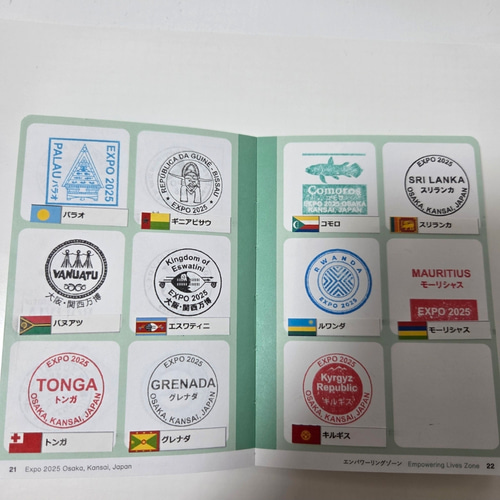 EXPO 2025
PALAU パラオ
パラオ
REPÚBLICA DA GUINÉ - BISSAU
EXPO 2025
ギニアビサウ
VANUATU
大阪・関西万博
バヌアツ
Kingdom of
Eswatini
EXPO 2025
大阪・関西万博
エスワティニ
EXPO 2025
TONGA
トンガ
OSAKA, KANSAI, JAPAN
トンガ
EXPO 2025
GRENADA
グレナダ
OSAKA, KANSAI, JAPAN
グレナダ
21 Expo 2025 Osaka, Kansai, Japan
Comoros
EXPO 2025 OSAKA
KANSAI, JAPAN
コモロ
EXPO 2025
SRI LANKA
スリランカ
OSAKA, KANSAI, JAPAN
スリランカ
RWANDA
EXPO 2025
ルワンダ
MAURITIUS
モーリシャス
EXPO 2025
モーリシャス
EXPO 2025
Kyrgyz
Republic
キルギス
OSAKA, KANSAI, JAPAN
キルギス
エンパワーリングゾーン Empowering Lives Zone 22